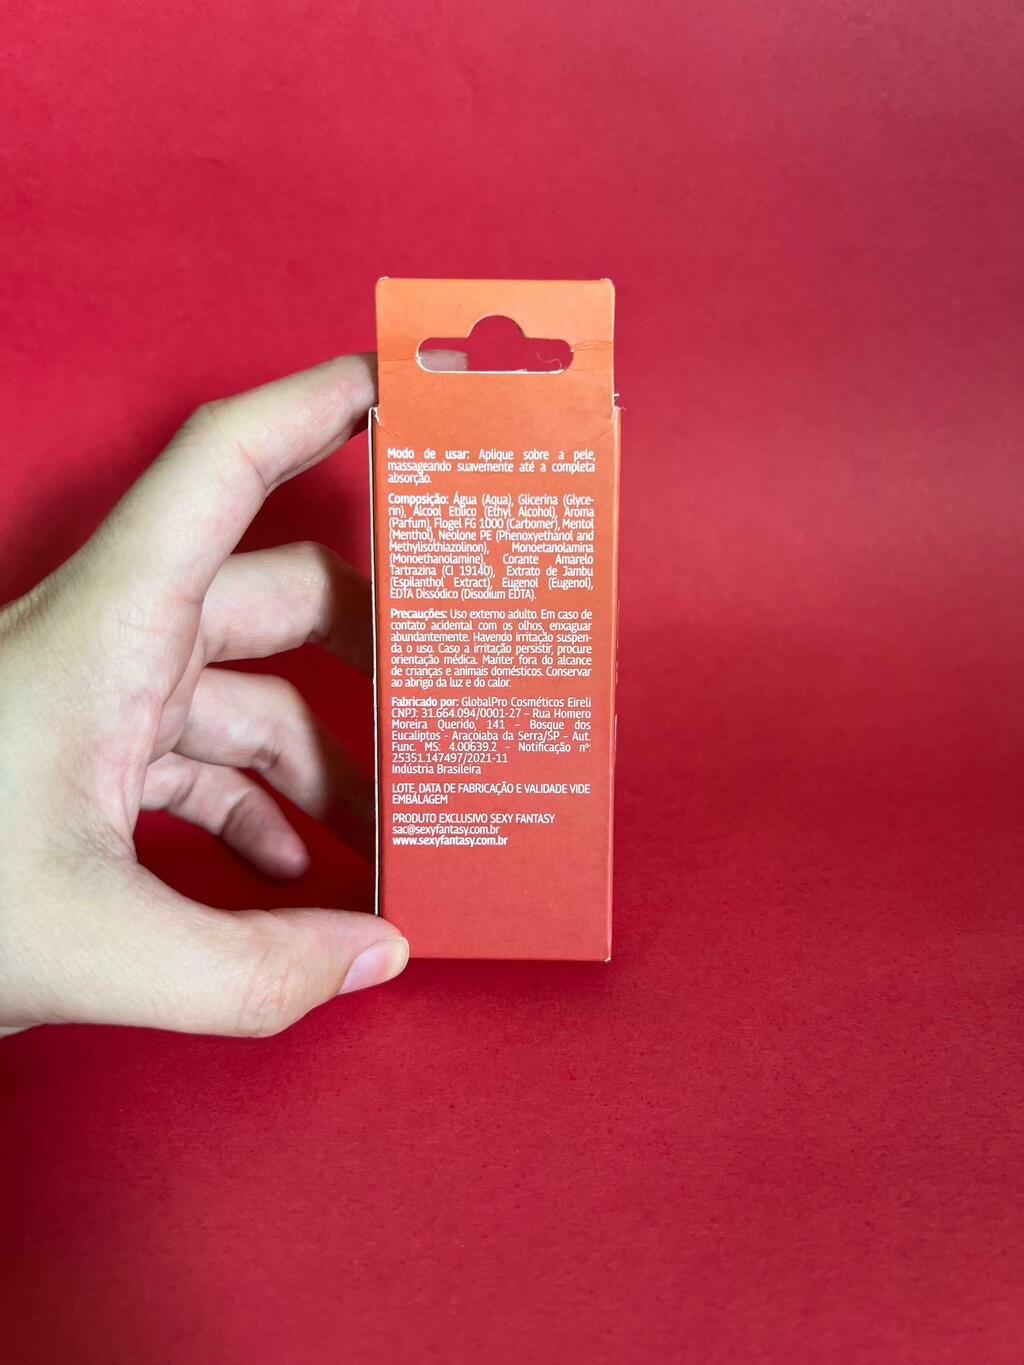 Modo de usar: Aplique sobre a pele,
massageando suavemente até a completa
absorção.
Composição: Água (Aqua), Glicerina (Glyce-
rin), Álcool Etílico (Ethyl Alcohol), Aroma
(Parfum), Flogel FG 1000 (Carbomer), Mentol
(Menthol), Neolone PE (Phenoxyethanol and
Methylisothiazolinon), Monoetanolamina
(Monoethanolamine), Corante Amarelo
Tartrazina (CI 19140), Extrato de Jambu
(Espilanthol Extract), Eugenol (Eugenol),
EDTA Dissódico (Disodium EDTA).
Precauções: Uso externo adulto. Em caso de
contato acidental com os olhos, enxaguar
abundantemente. Havendo irritação suspen-
da o uso. Caso a irritação persistir, procure
orientação médica. Manter fora do alcance
de crianças e animais domésticos. Conservar
ao abrigo da luz e do calor.
Fabricado por: GlobalPro Cosméticos Eireli
CNPJ: 31.664.094/0001-27 – Rua Homero
Moreira Querido, 141 – Bosque dos
Eucaliptos - Araçoiaba da Serra/SP – Aut.
Func. MS: 4.00639.2 – Notificação nº:
25351.147497/2021-11
Indústria Brasileira
LOTE, DATA DE FABRICAÇÃO E VALIDADE VIDE
EMBALAGEM
PRODUTO EXCLUSIVO SEXY FANTASY
sac@sexyfantasy.com.br
www.sexyfantasy.com.br